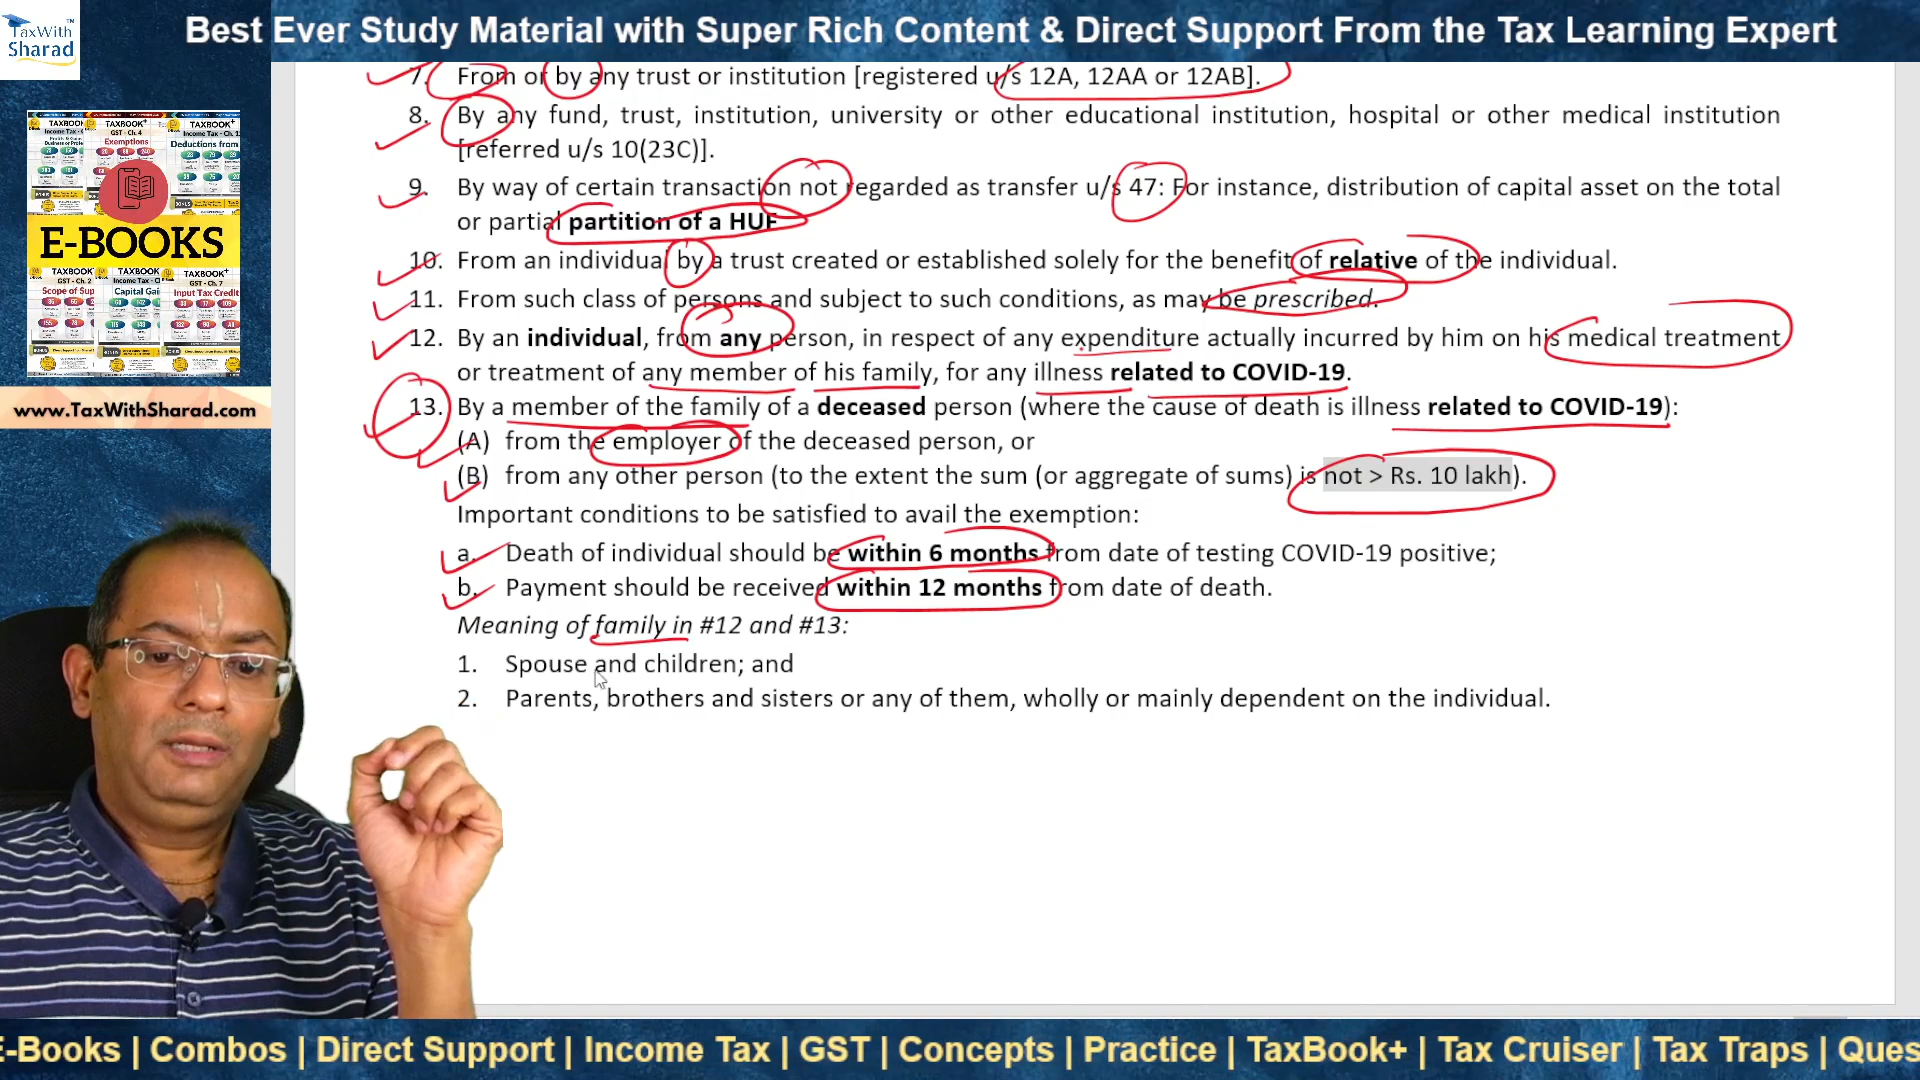 Best Ever Study Material with Super Rich Content & Direct Support From the Tax Learning Expert
TaxWith
Sharad
7. From or by any trust or institution [registered u/s 12A, 12AA or 12AB].
8. By any fund, trust, institution, university or other educational institution, hospital or other medical institution
[referred u/s 10(23C)].
9. By way of certain transaction not regarded as transfer u/s 47: For instance, distribution of capital asset on the total
or partial partition of a HUF
10. From an individual by a trust created or established solely for the benefit of relative of the individual.
11. From such class of persons and subject to such conditions, as may be prescribed.
12. By an individual, from any person, in respect of any expenditure actually incurred by him on his medical treatment
or treatment of any member of his family, for any illness related to COVID-19.
13. By a member of the family of a deceased person (where the cause of death is illness related to COVID-19):
(A) from the employer of the deceased person, or
(B) from any other person (to the extent the sum (or aggregate of sums) is not > Rs. 10 lakh).
Important conditions to be satisfied to avail the exemption:
a. Death of individual should be within 6 months from date of testing COVID-19 positive;
b. Payment should be received within 12 months from date of death.
Meaning of family in #12 and #13:
1. Spouse and children; and
2. Parents, brothers and sisters or any of them, wholly or mainly dependent on the individual.
E-BOOKS
www.TaxWithSharad.com
E-Books | Combos | Direct Support | Income Tax | GST | Concepts | Practice | TaxBook+ | Tax Cruiser | Tax Traps | Ques